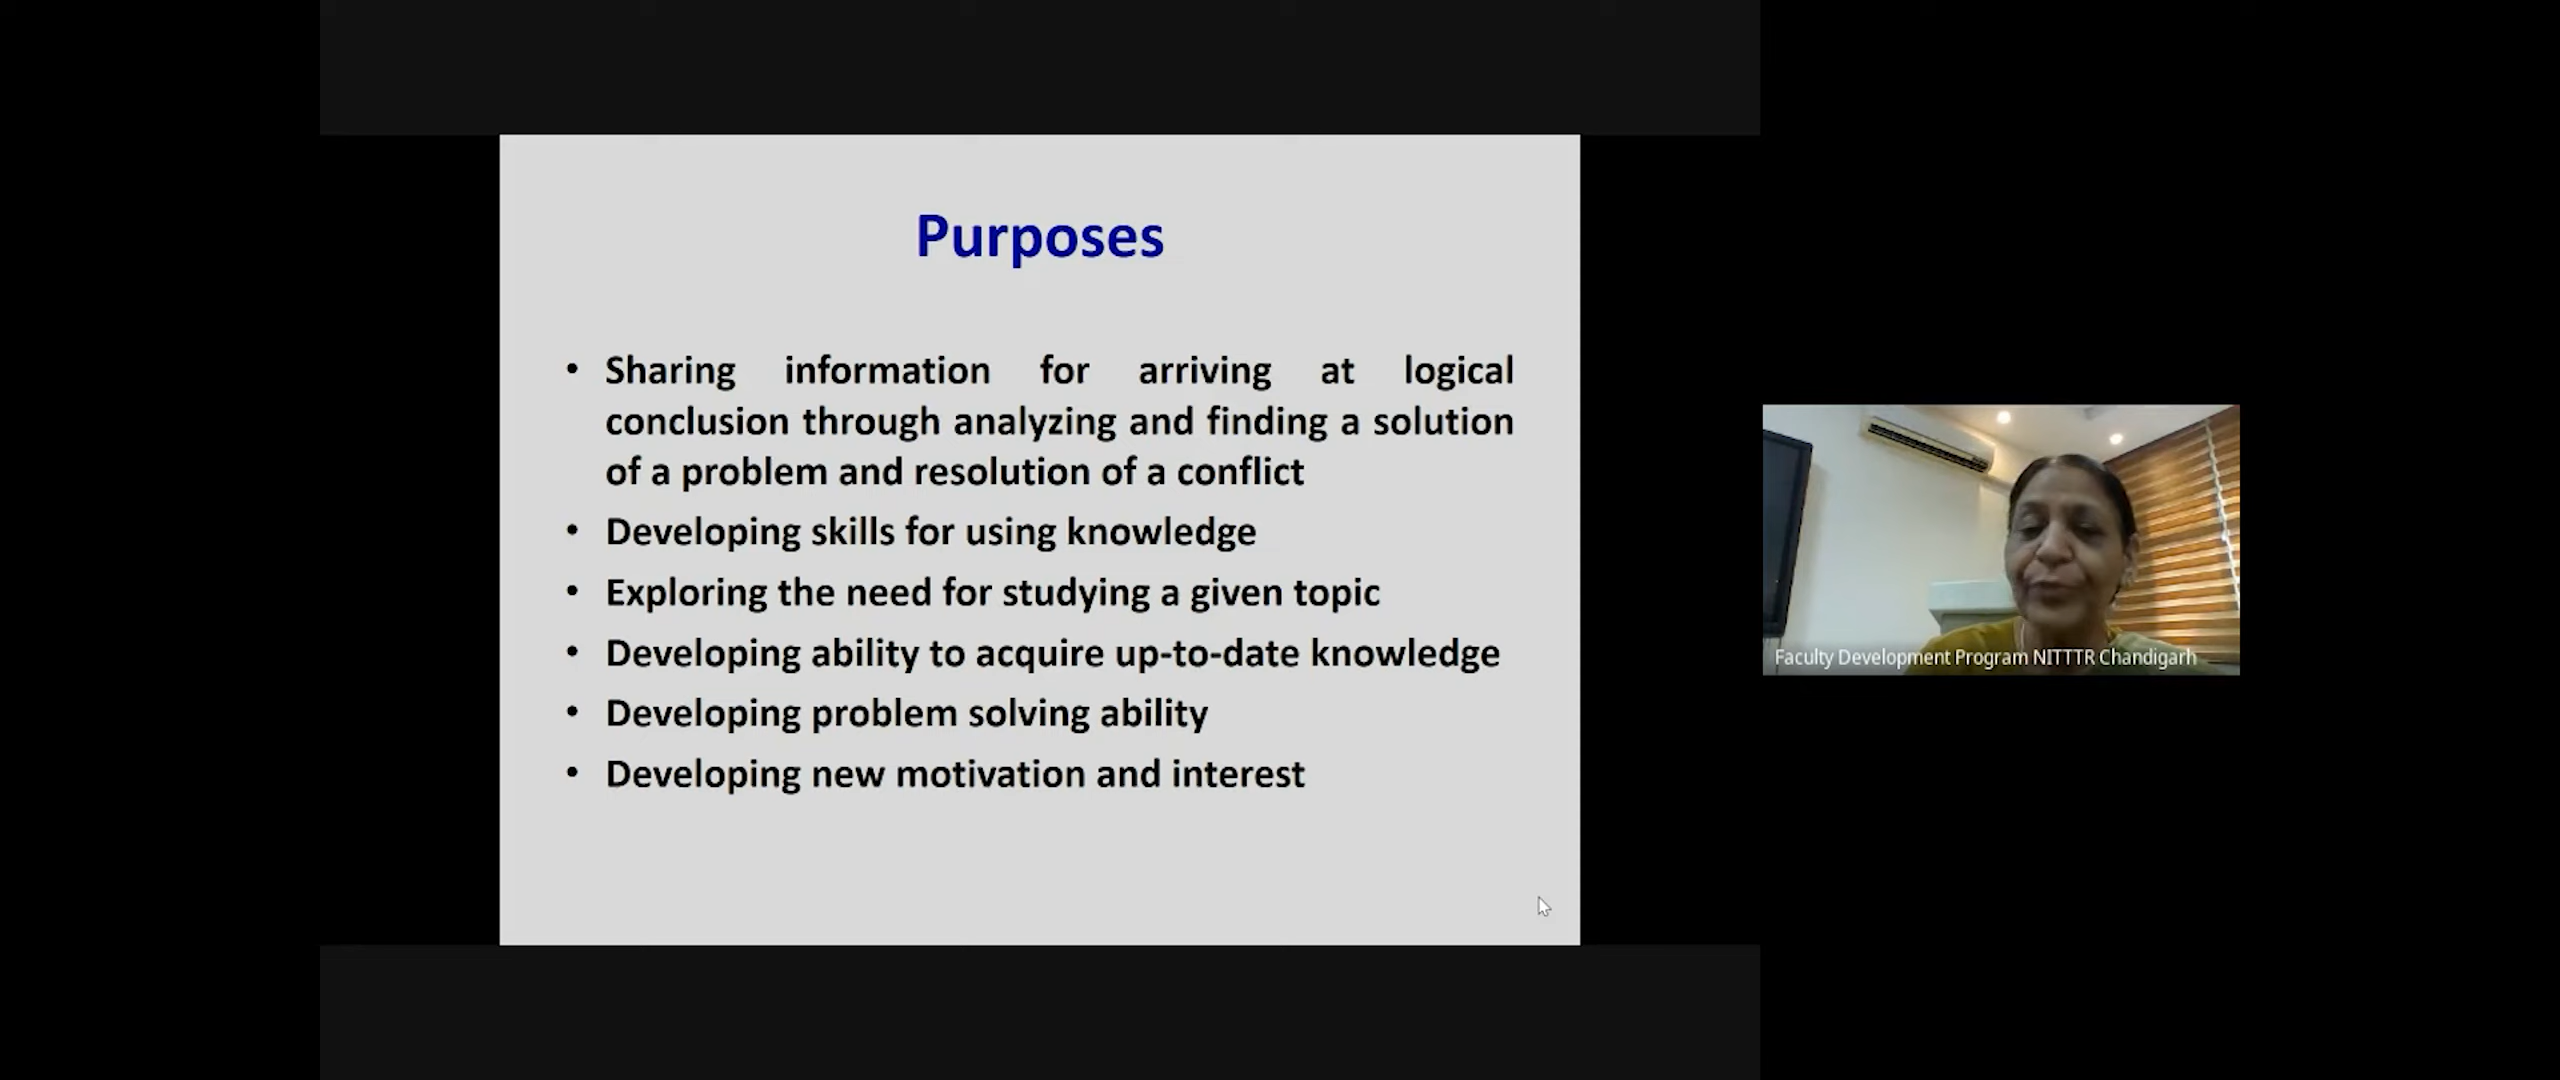 Purposes
• Sharing information for arriving at logical
conclusion through analyzing and finding a solution
of a problem and resolution of a conflict
• Developing skills for using knowledge
• Exploring the need for studying a given topic
• Developing ability to acquire up-to-date knowledge
• Developing problem solving ability
• Developing new motivation and interest
Faculty Development Program NITTTR Chandigarh